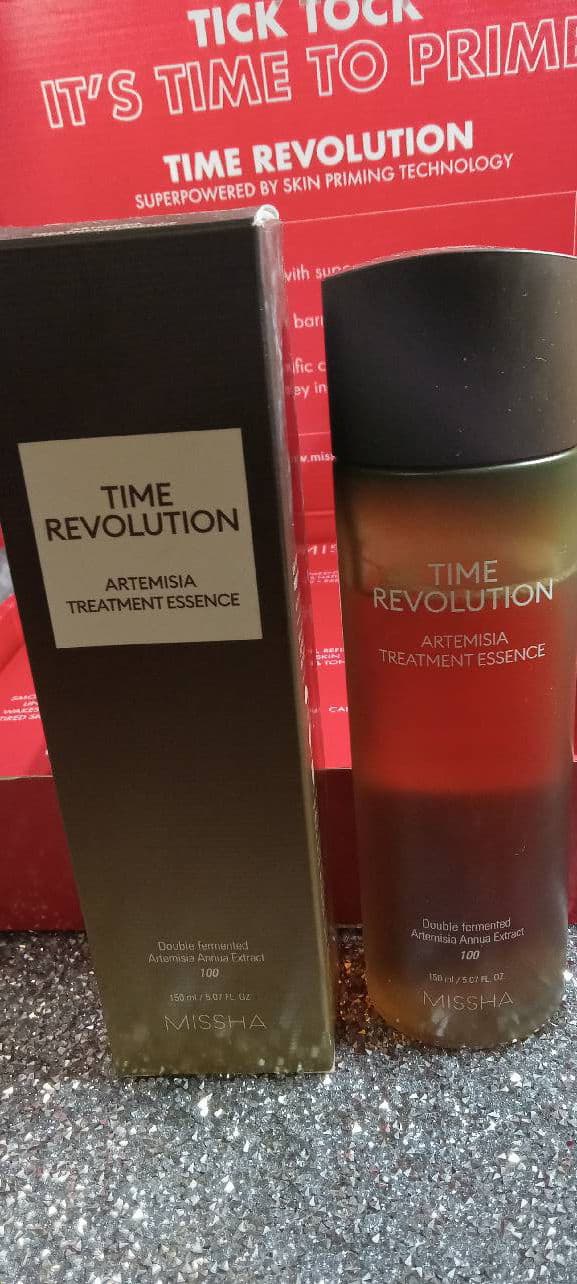 TICK TOCK
IT'S TIME TO PRIME
TIME REVOLUTION
SUPERPOWERED BY SKIN PRIMING TECHNOLOGY
with
TIME
REVOLUTION
ARTEMISIA
TREATMENT ESSENCE
Double fermented
Artemisia Annua Extract
100
150 ml / 5.07 FL. OZ.
MISSHA
TIME
REVOLUTION
ARTEMISIA
TREATMENT ESSENCE
Double fermented
Artemisia Annua Extract
100
150 ml / 5.07 FL. OZ.
MISSHA